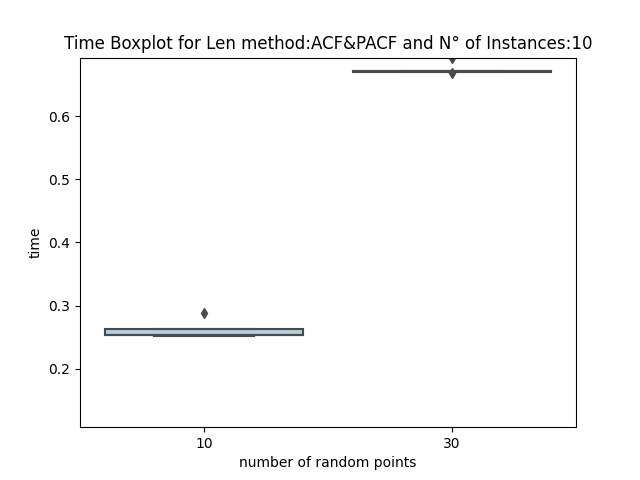 Time Boxplot for Len method:ACF&PACF and N° of Instances:10
0.6
0.5
0.4
0.3
0.2
time
10
30
number of random points